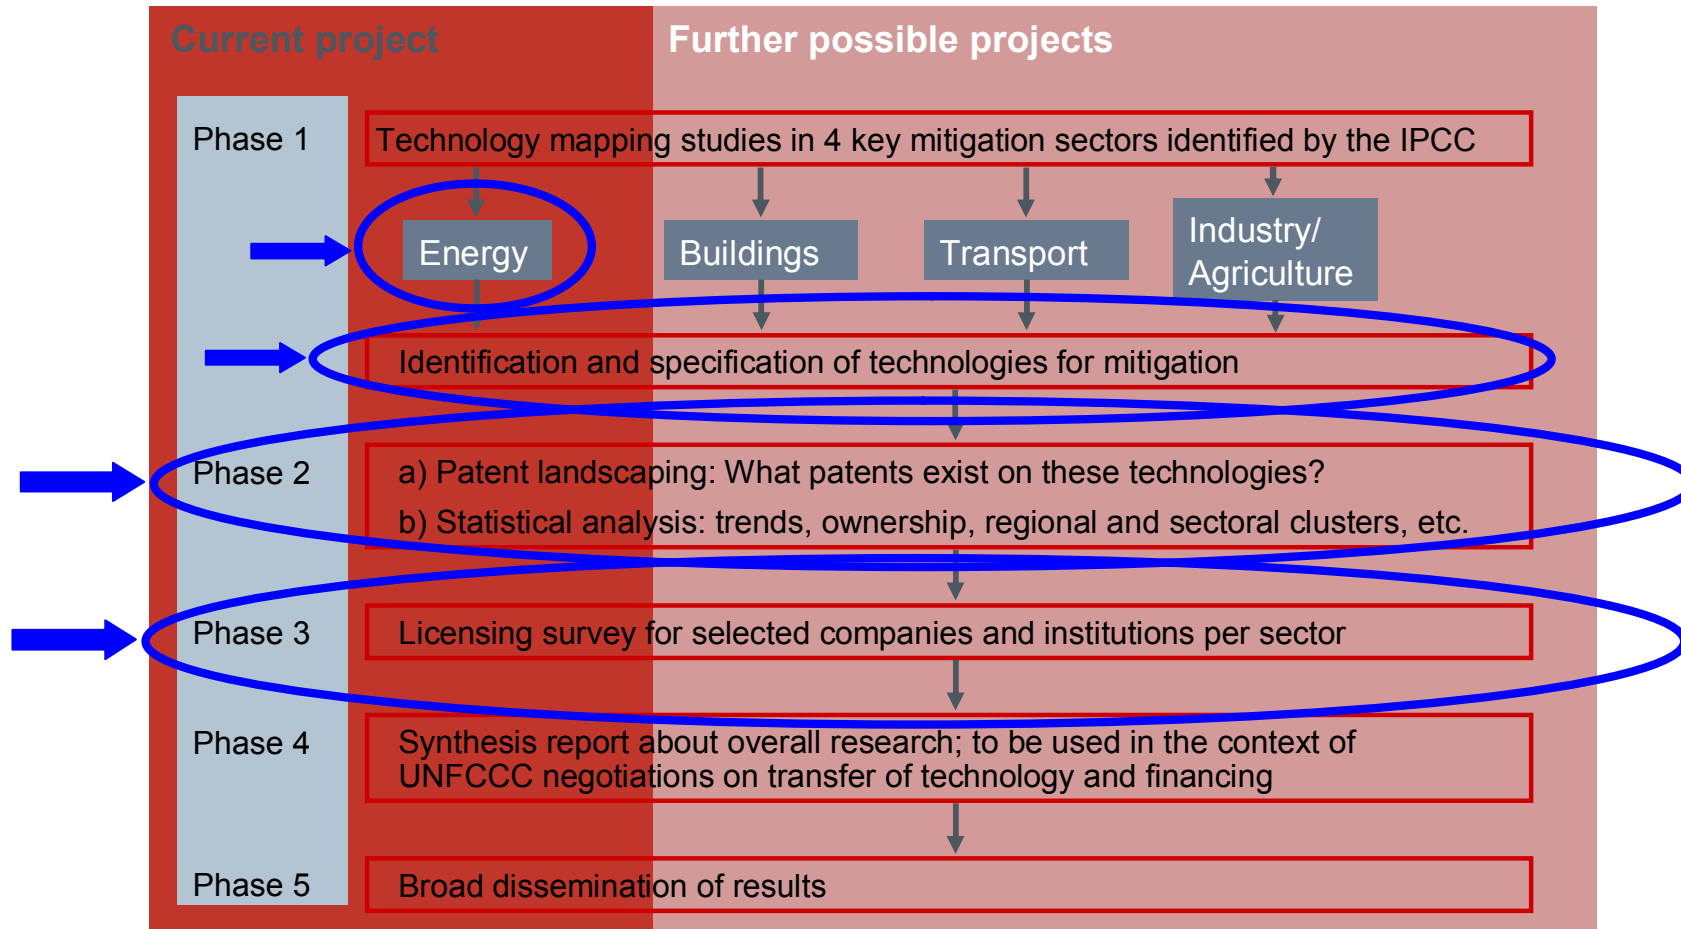 Current project
Further possible projects
Phase 1
Technology mapping studies in 4 key mitigation sectors identified by the IPCC
Energy
Buildings
Transport
Industry/
Agriculture
Identification and specification of technologies for mitigation
Phase 2
a) Patent landscaping: What patents exist on these technologies?
b) Statistical analysis: trends, ownership, regional and sectoral clusters, etc.
Phase 3
Licensing survey for selected companies and institutions per sector
Phase 4
Synthesis report about overall research; to be used in the context of
UNFCCC negotiations on transfer of technology and financing
Phase 5
Broad dissemination of results